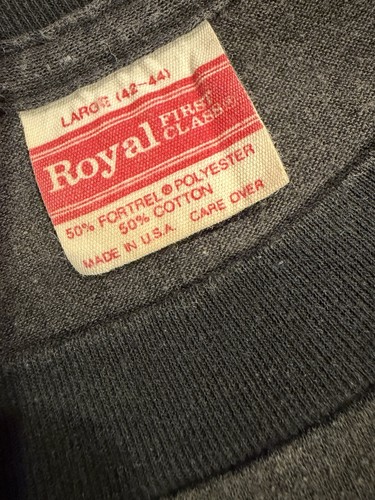 LARGE (42-44)
Royal FIRST CLASS®
50% FORTREL® POLYESTER
50% COTTON
MADE IN U.S.A. CARE OVER